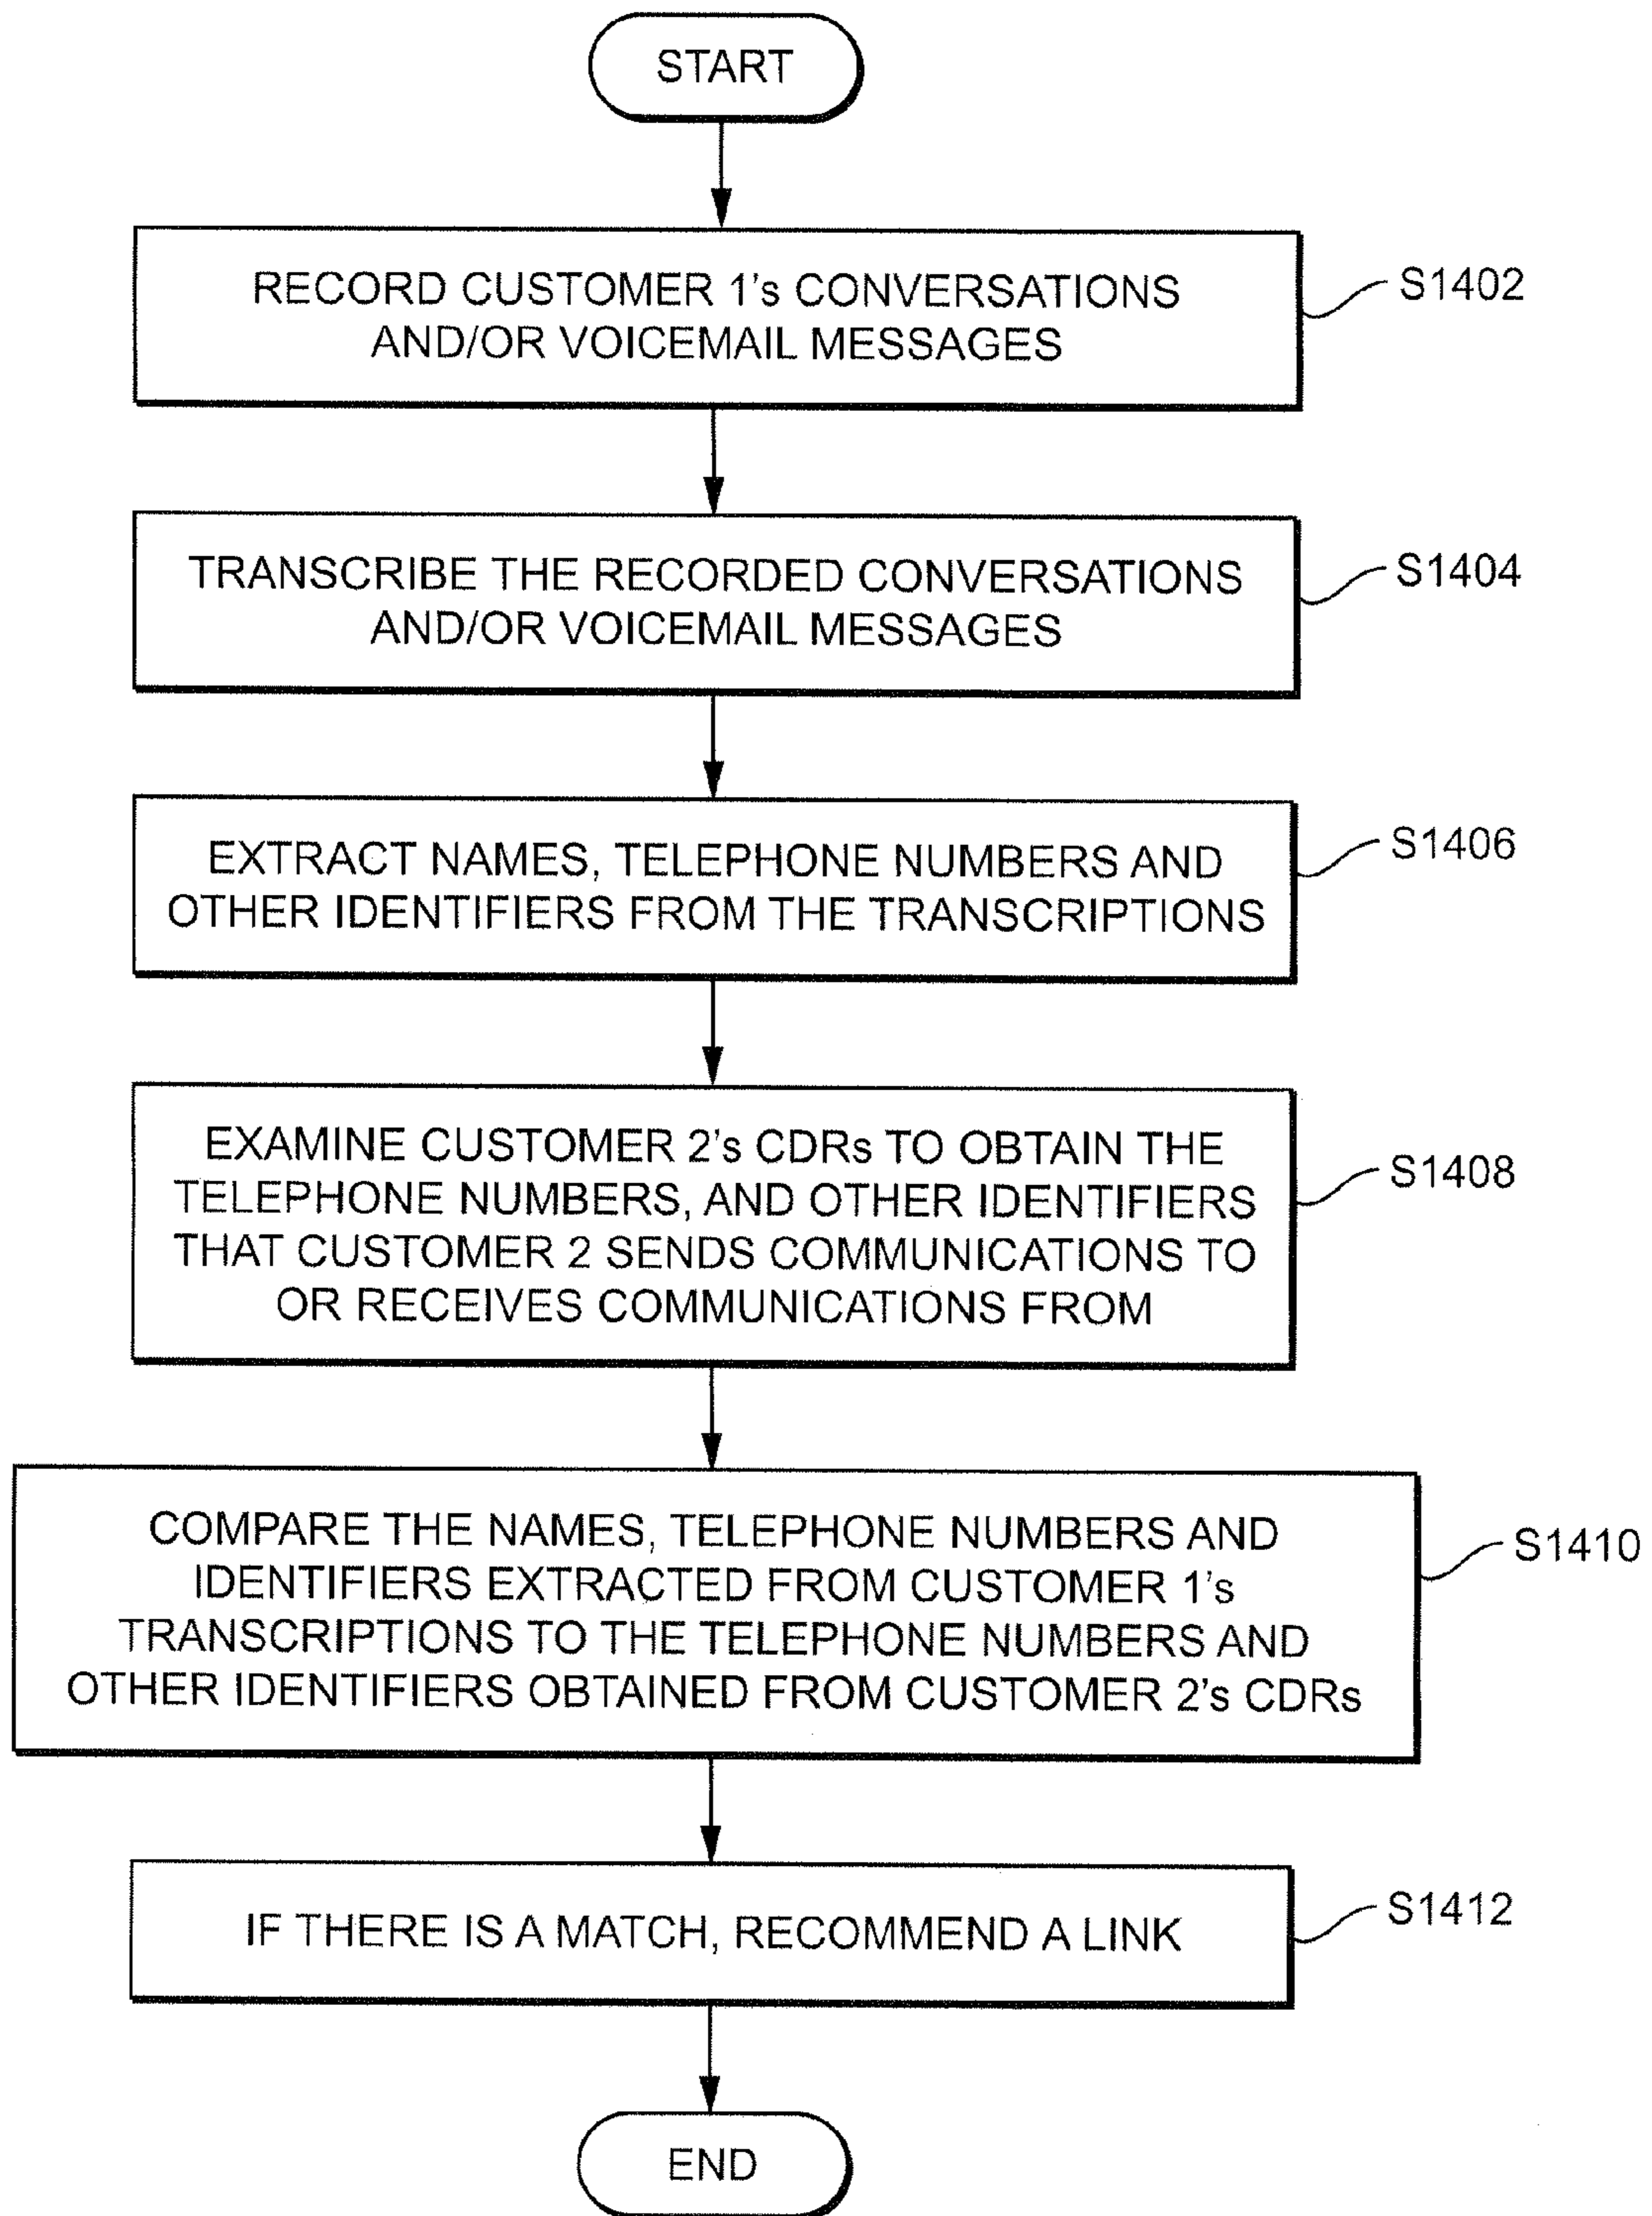 START
RECORD CUSTOMER 1's CONVERSATIONS
AND/OR VOICEMAIL MESSAGES
S1402
TRANSCRIBE THE RECORDED CONVERSATIONS
AND/OR VOICEMAIL MESSAGES
S1404
EXTRACT NAMES, TELEPHONE NUMBERS AND
OTHER IDENTIFIERS FROM THE TRANSCRIPTIONS
S1406
EXAMINE CUSTOMER 2's CDRs TO OBTAIN THE
TELEPHONE NUMBERS, AND OTHER IDENTIFIERS
THAT CUSTOMER 2 SENDS COMMUNICATIONS TO
OR RECEIVES COMMUNICATIONS FROM
S1408
COMPARE THE NAMES, TELEPHONE NUMBERS AND
IDENTIFIERS EXTRACTED FROM CUSTOMER 1's
TRANSCRIPTIONS TO THE TELEPHONE NUMBERS AND
OTHER IDENTIFIERS OBTAINED FROM CUSTOMER 2's CDRs
S1410
IF THERE IS A MATCH, RECOMMEND A LINK
S1412
END